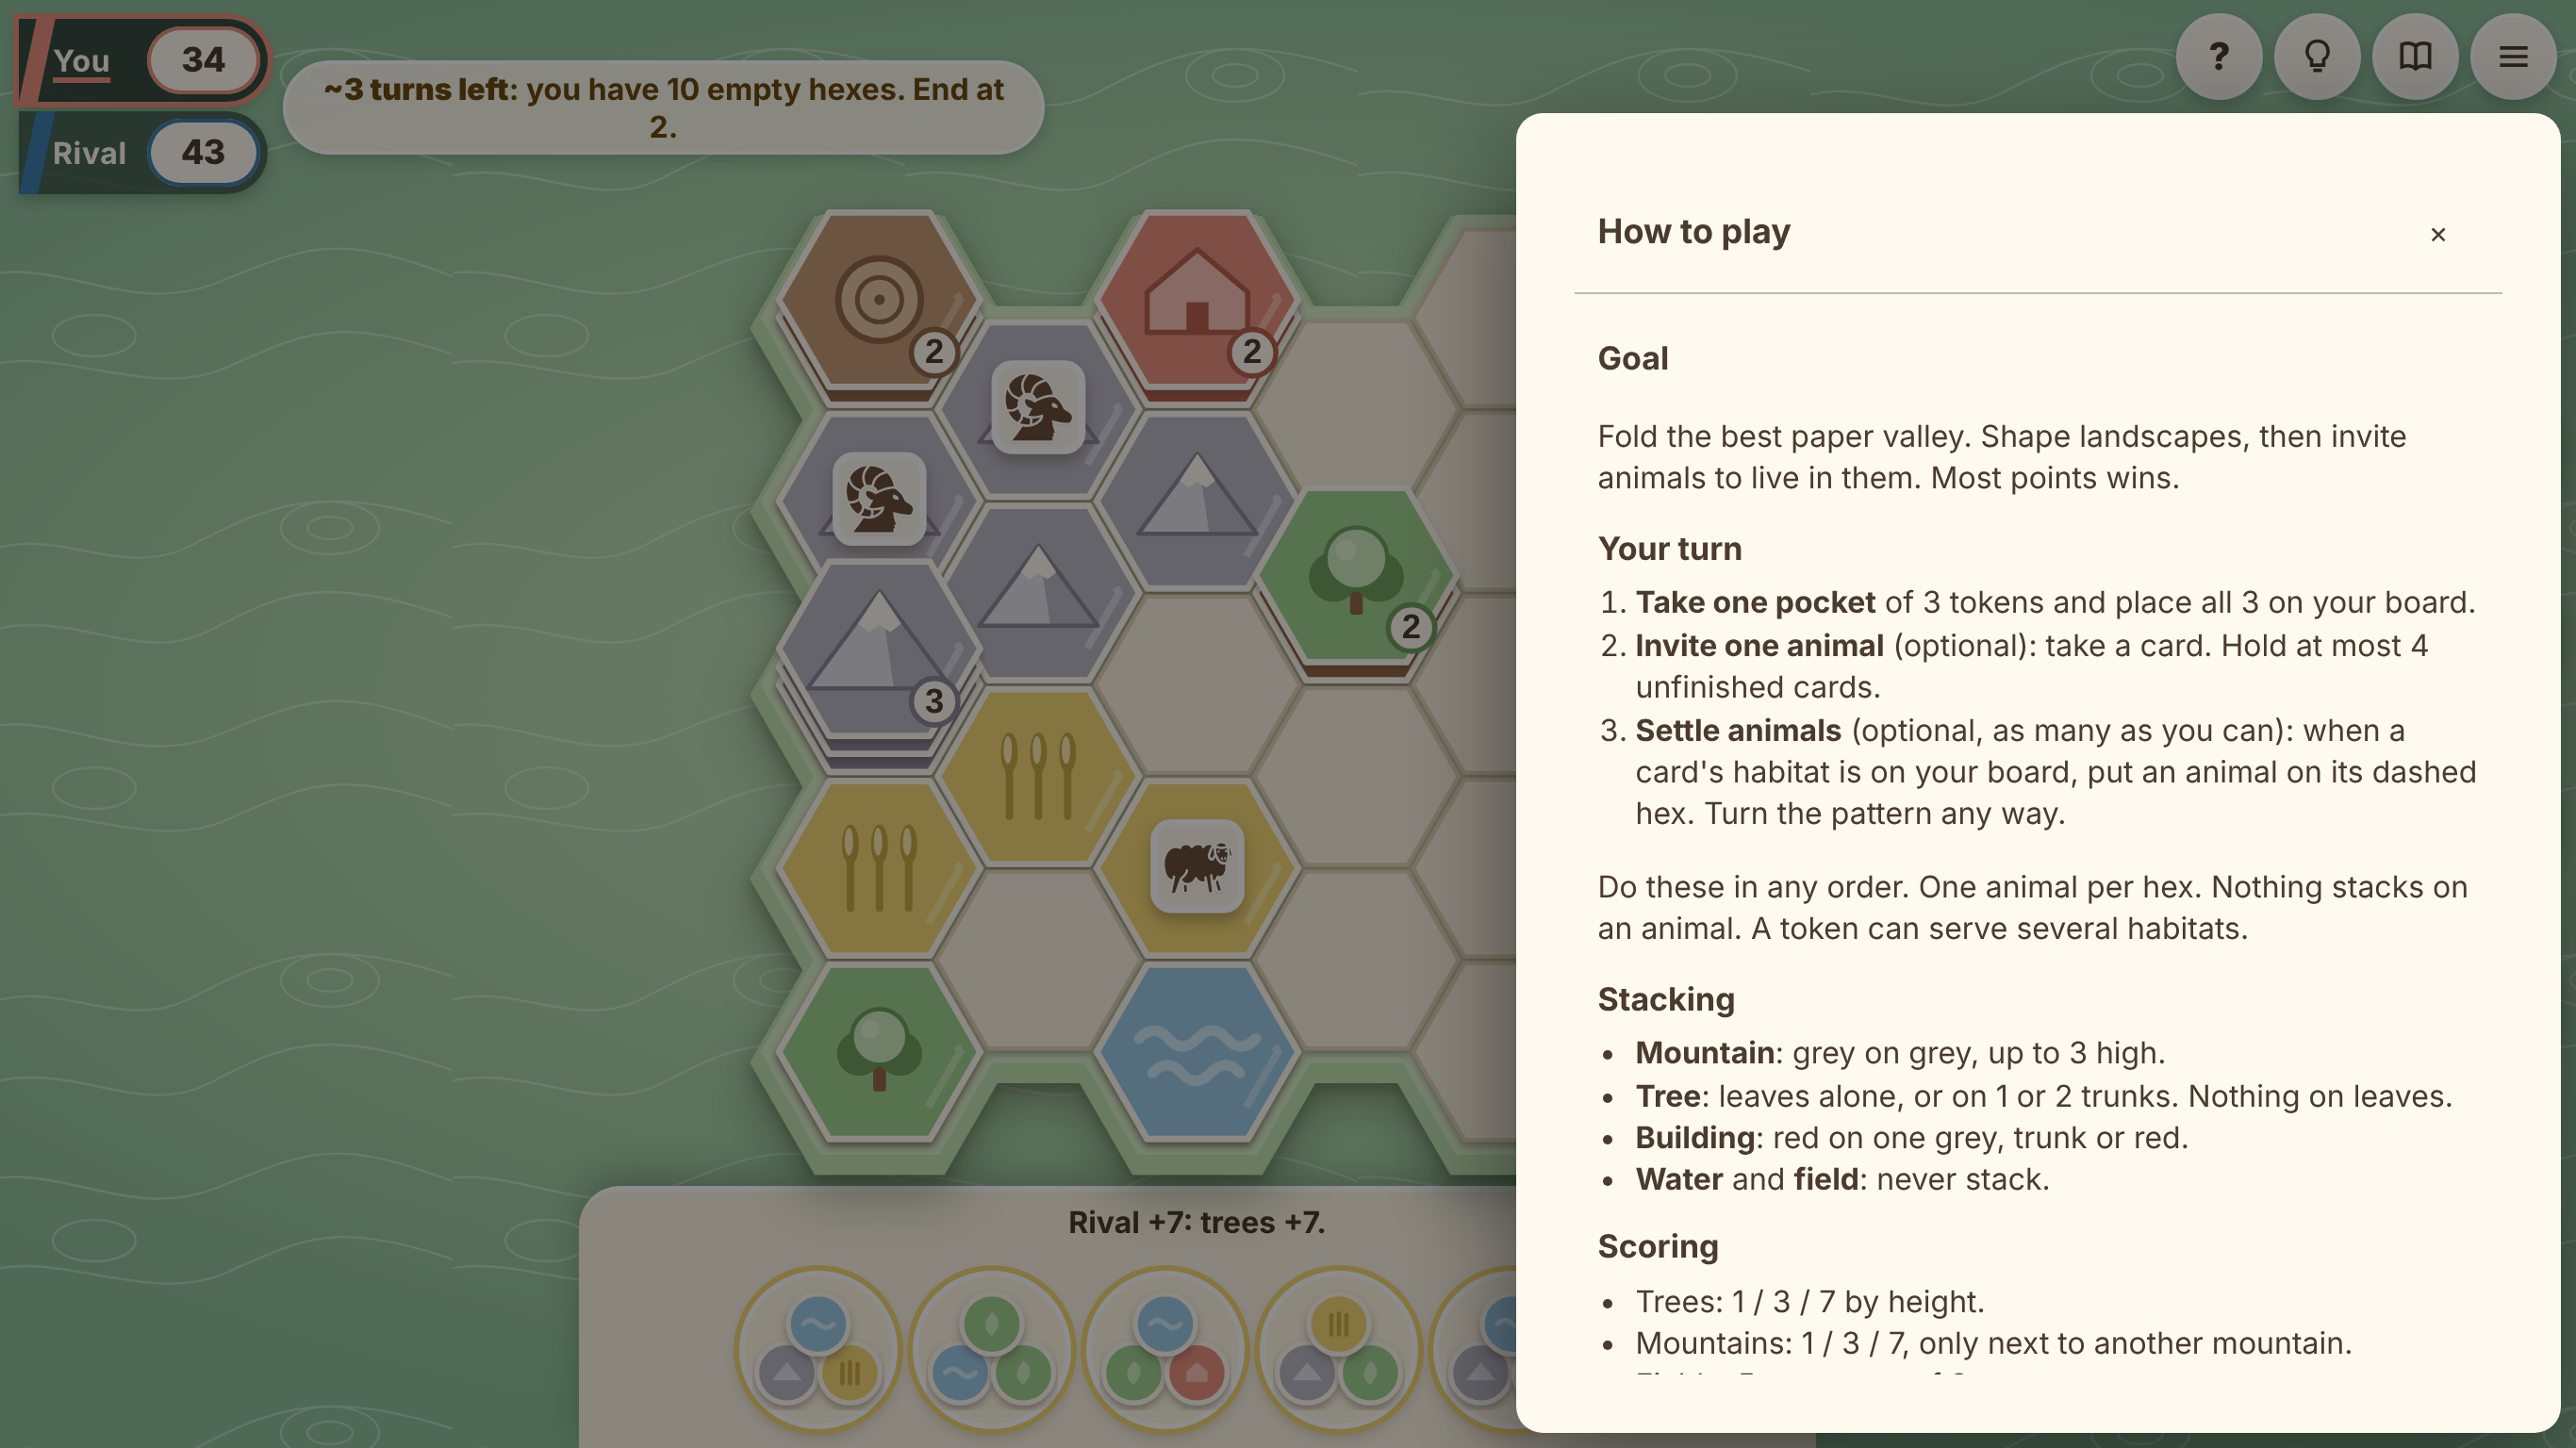 You 34
Rival 43
~3 turns left: you have 10 empty hexes. End at
2.
?
2
2
2
3
Rival +7: trees +7.
How to play
×
Goal
Fold the best paper valley. Shape landscapes, then invite
animals to live in them. Most points wins.
Your turn
1. Take one pocket of 3 tokens and place all 3 on your board.
2. Invite one animal (optional): take a card. Hold at most 4
unfinished cards.
3. Settle animals (optional, as many as you can): when a
card's habitat is on your board, put an animal on its dashed
hex. Turn the pattern any way.
Do these in any order. One animal per hex. Nothing stacks on
an animal. A token can serve several habitats.
Stacking
• Mountain: grey on grey, up to 3 high.
• Tree: leaves alone, or on 1 or 2 trunks. Nothing on leaves.
• Building: red on one grey, trunk or red.
• Water and field: never stack.
Scoring
• Trees: 1 / 3 / 7 by height.
• Mountains: 1 / 3 / 7, only next to another mountain.